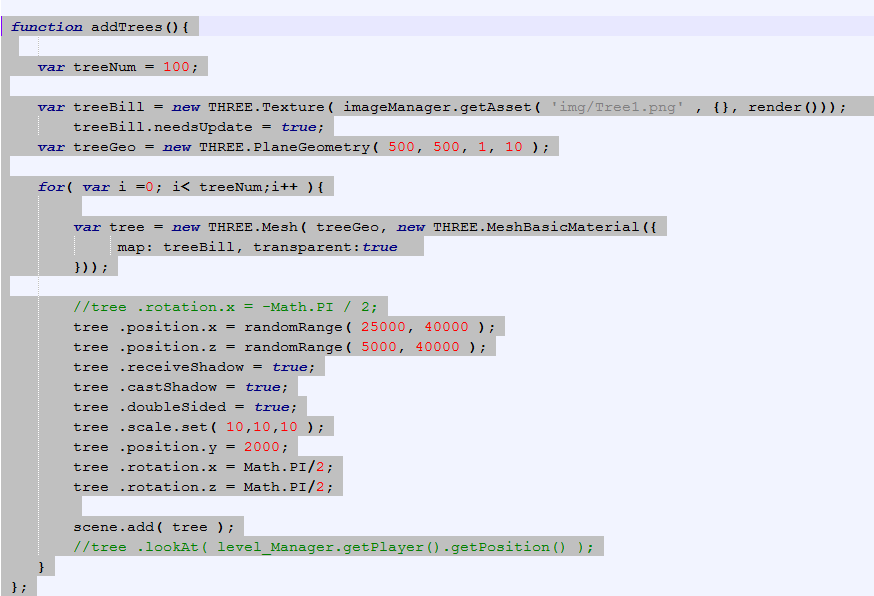 function addTrees(){
var treeNum = 100;
var treeBill = new THREE.Texture( imageManager.getAsset( 'img/Tree1.png' , {}, render()));
treeBill.needsUpdate = true;
var treeGeo = new THREE.PlaneGeometry( 500, 500, 1, 10 );
for( var i =0; i< treeNum;i++ ){
var tree = new THREE.Mesh( treeGeo, new THREE.MeshBasicMaterial({
map: treeBill, transparent:true
}));
//tree .rotation.x = -Math.PI / 2;
tree .position.x = randomRange( 25000, 40000 );
tree .position.z = randomRange( 5000, 40000 );
tree .receiveShadow = true;
tree .castShadow = true;
tree .doubleSided = true;
tree .scale.set( 10,10,10 );
tree .position.y = 2000;
tree .rotation.x = Math.PI/2;
tree .rotation.z = Math.PI/2;
scene.add( tree );
//tree .lookAt( level_Manager.getPlayer().getPosition() );
}
};